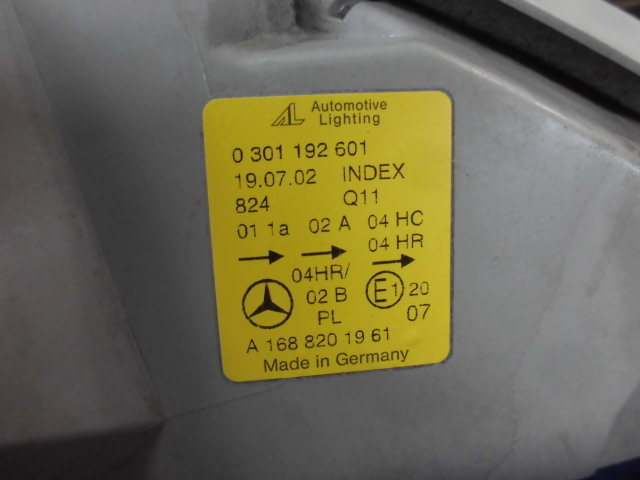 AL Automotive
Lighting
0 301 192 601
19.07.02 INDEX
824 Q11
01 1a 02 A 04 HC
04 HR
04HR/
02 B E1 20
PL 07
A 168 820 19 61
Made in Germany